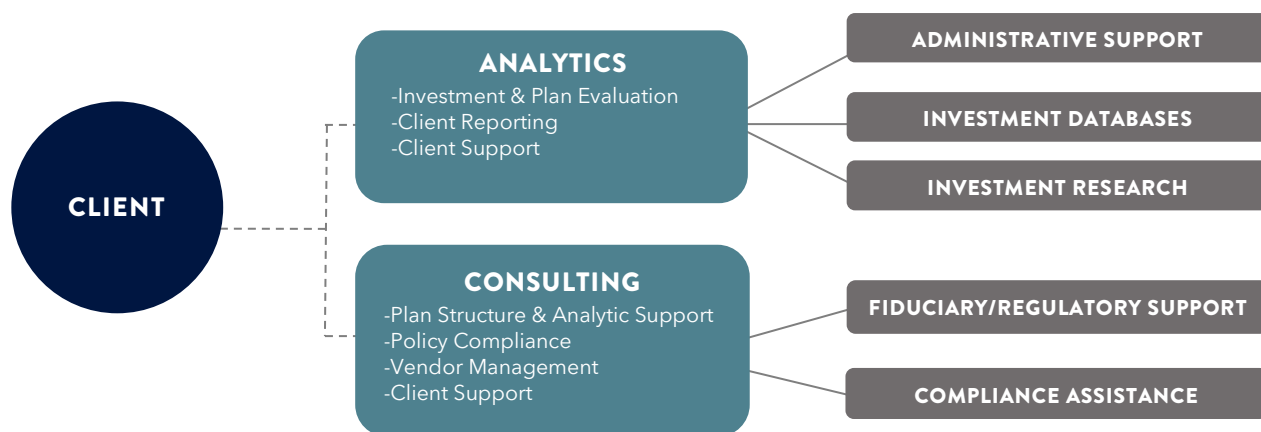 CLIENT
ANALYTICS
-Investment & Plan Evaluation
-Client Reporting
-Client Support
CONSULTING
-Plan Structure & Analytic Support
-Policy Compliance
-Vendor Management
-Client Support
ADMINISTRATIVE SUPPORT
INVESTMENT DATABASES
INVESTMENT RESEARCH
FIDUCIARY/REGULATORY SUPPORT
COMPLIANCE ASSISTANCE